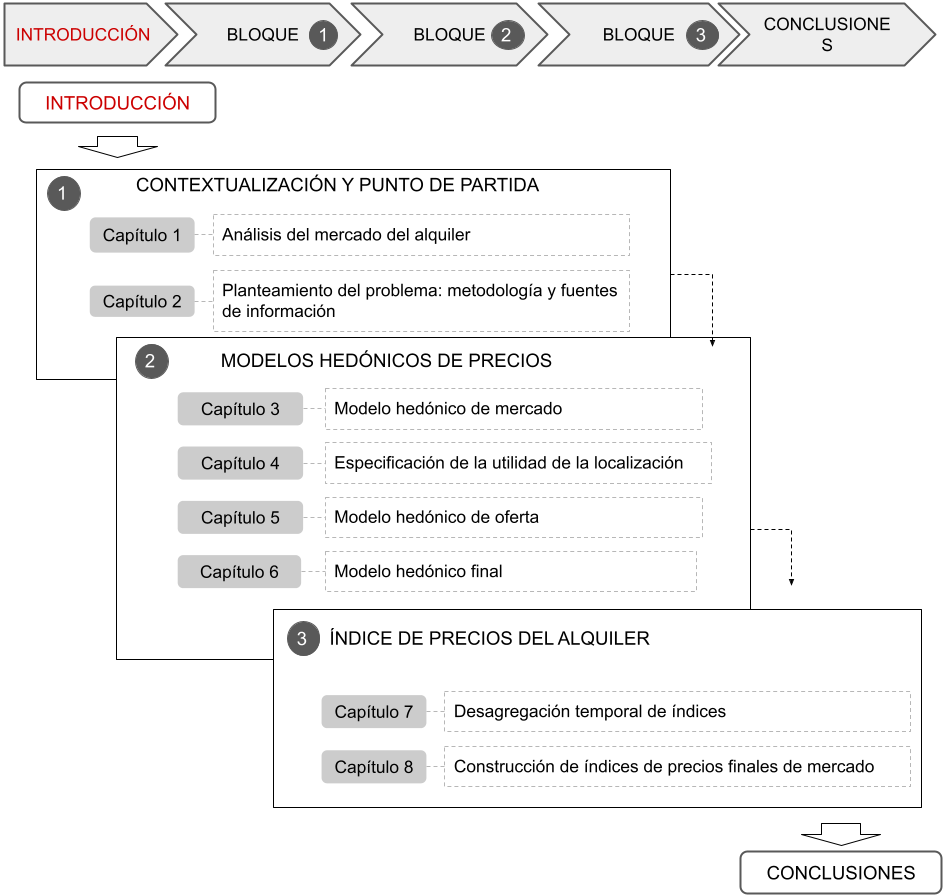 INTRODUCCIÓN
BLOQUE 1
BLOQUE 2
BLOQUE 3
CONCLUSIONE
S
INTRODUCCIÓN
1
CONTEXTUALIZACIÓN Y PUNTO DE PARTIDA
Capítulo 1
Análisis del mercado del alquiler
Capítulo 2
Planteamiento del problema: metodología y fuentes
de información
2
MODELOS HEDÓNICOS DE PRECIOS
Capítulo 3
Modelo hedónico de mercado
Capítulo 4
Especificación de la utilidad de la localización
Capítulo 5
Modelo hedónico de oferta
Capítulo 6
Modelo hedónico final
3
ÍNDICE DE PRECIOS DEL ALQUILER
Capítulo 7
Desagregación temporal de índices
Capítulo 8
Construcción de índices de precios finales de mercado
CONCLUSIONES